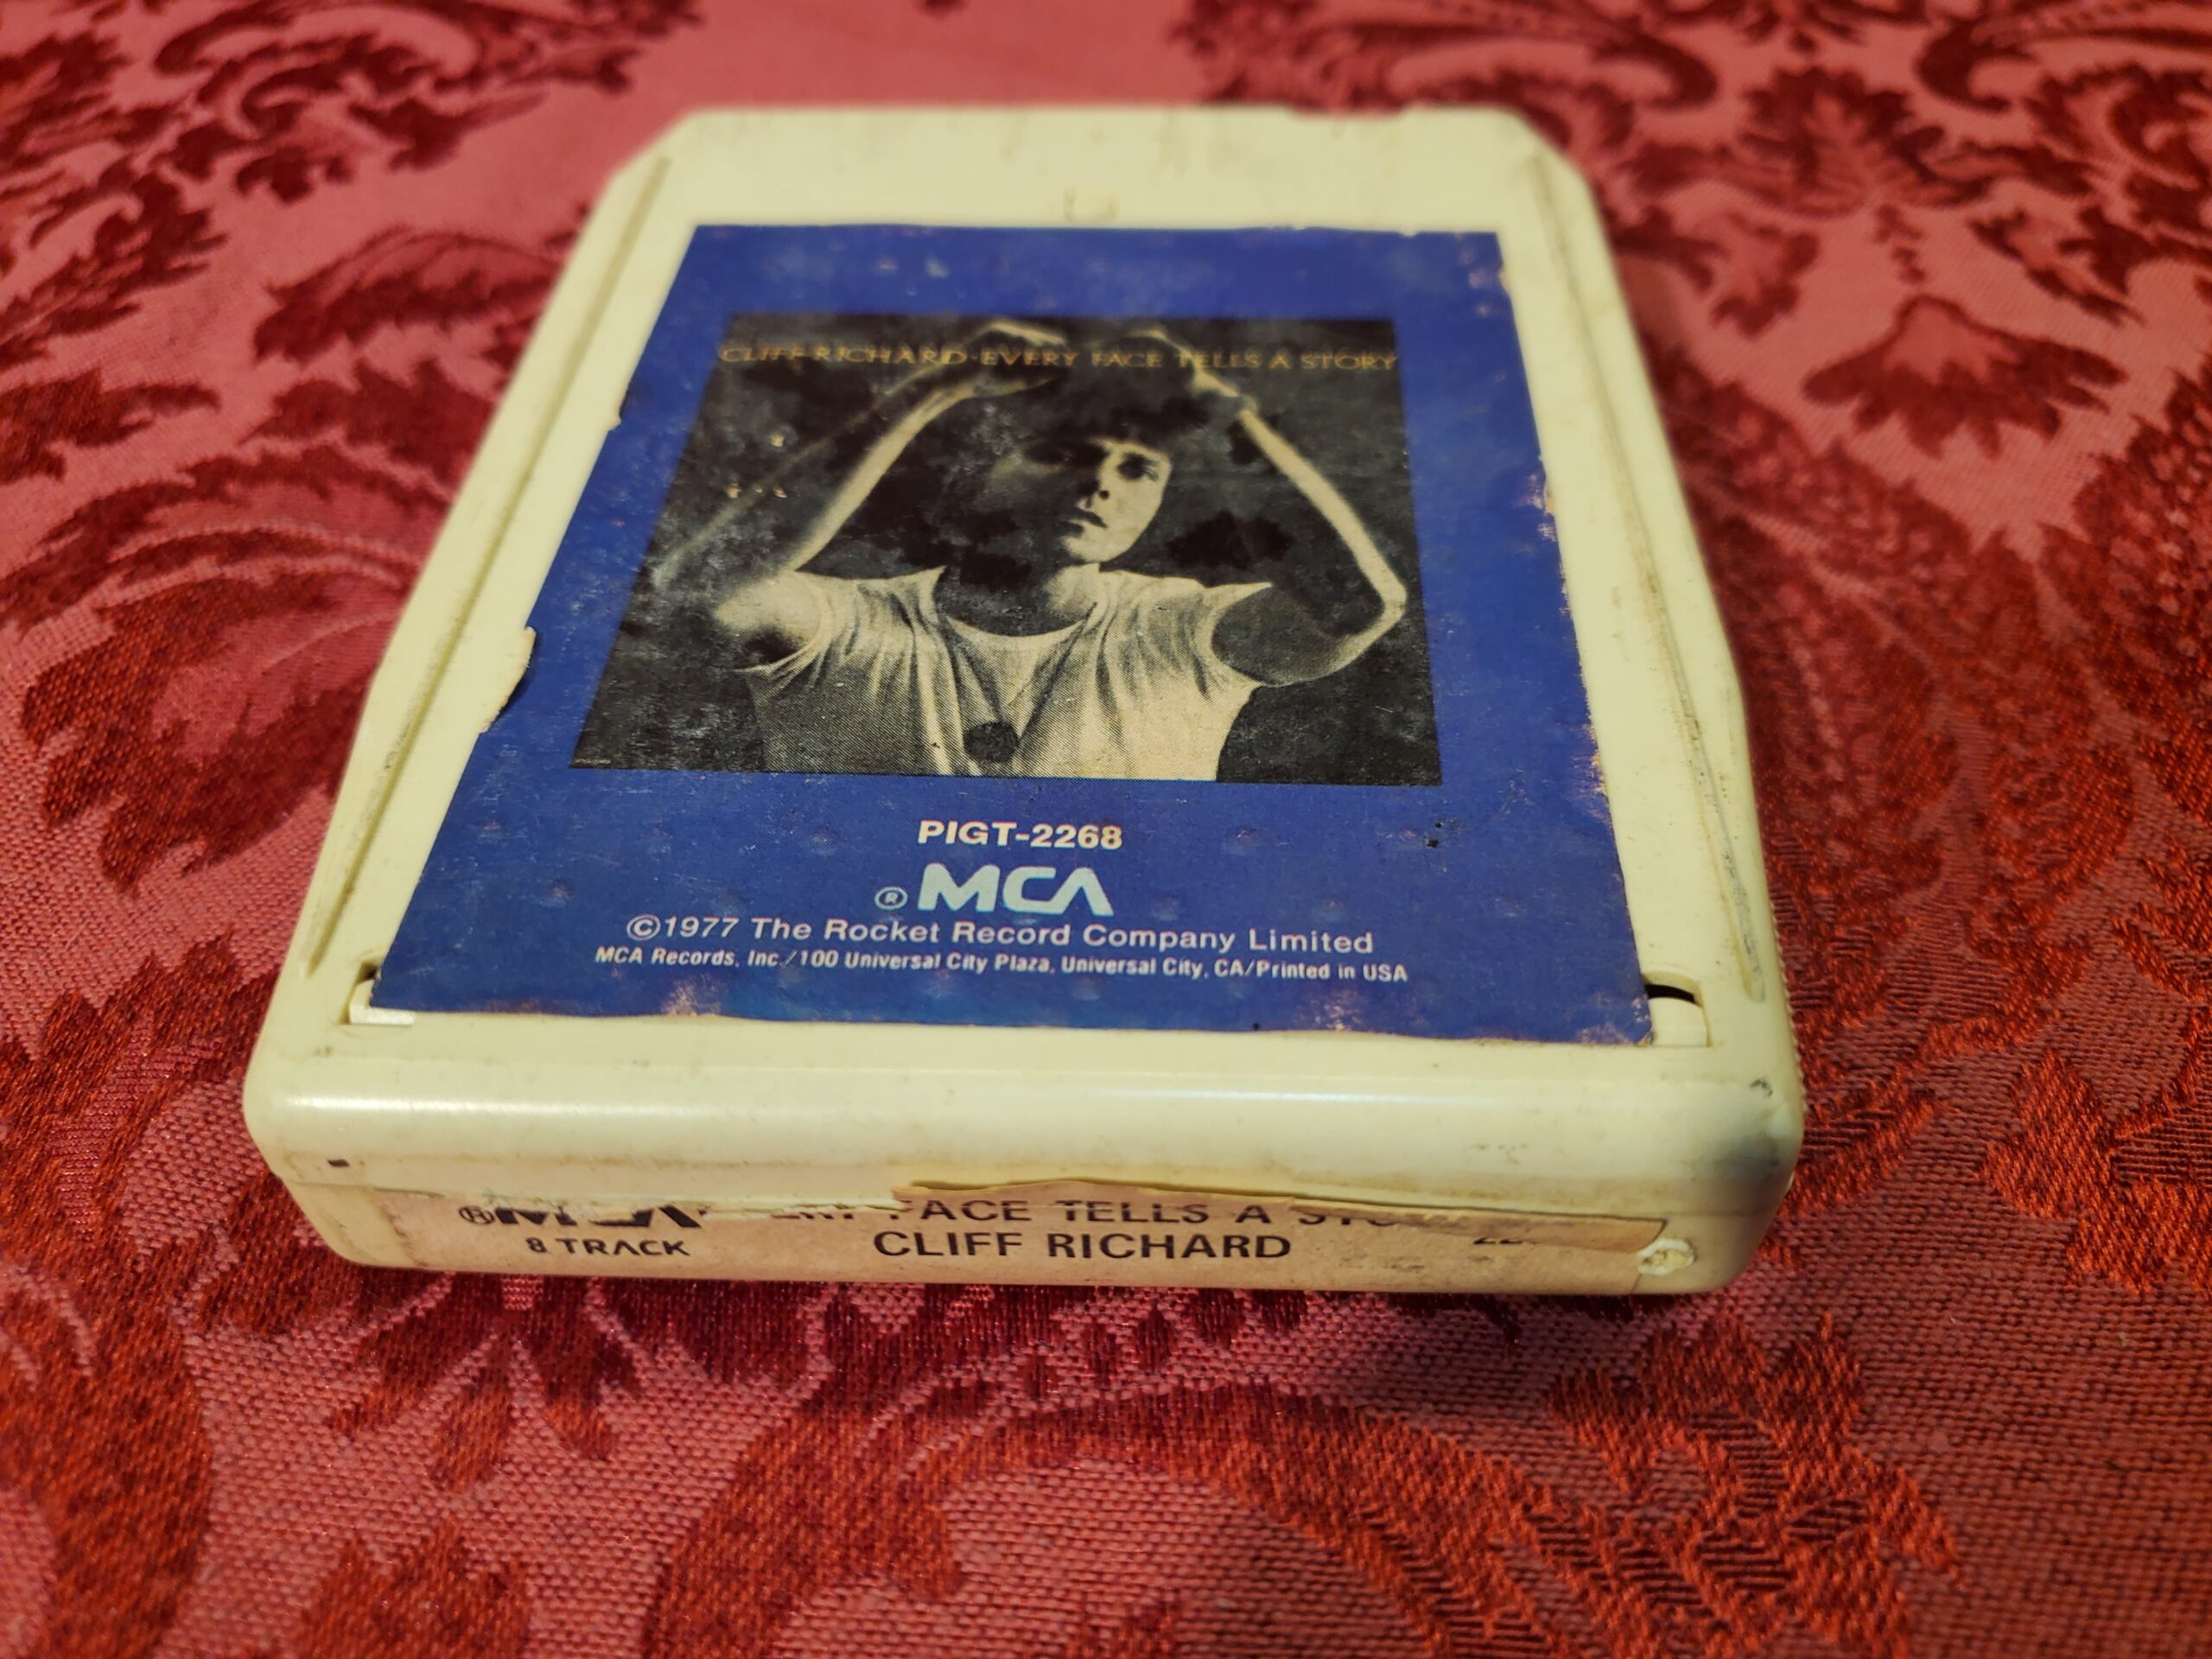 CLIFF RICHARD·EVERY FACE TELLS A STORY
PIGT-2268
® MCA
©1977 The Rocket Record Company Limited
MCA Records, Inc./100 Universal City Plaza, Universal City, CA/Printed in USA
® MCA FACE TELLS A
8 TRACK CLIFF RICHARD